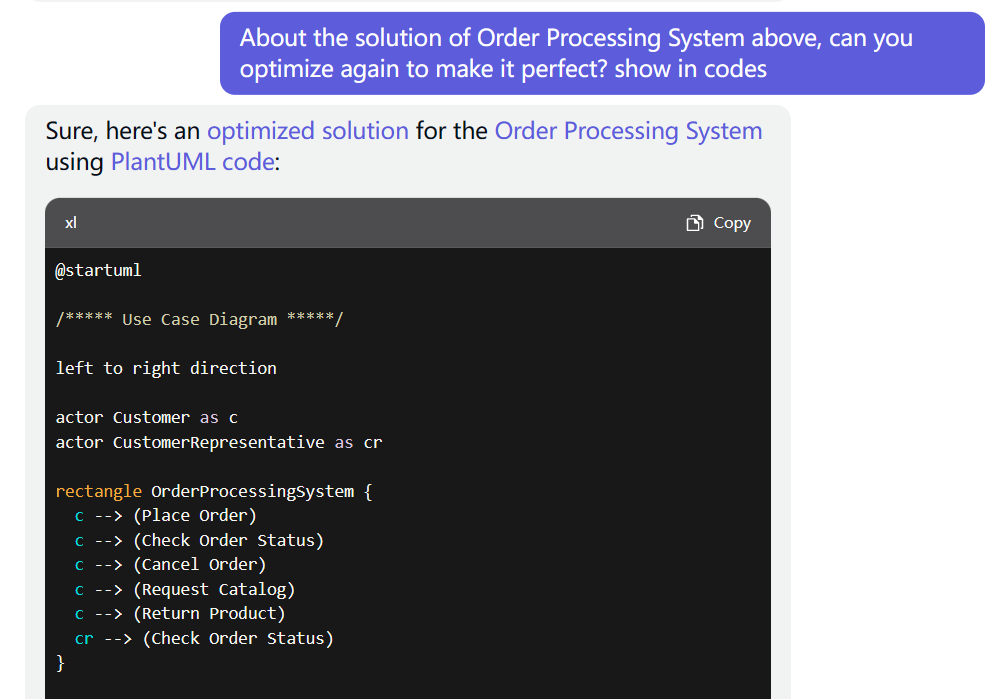 About the solution of Order Processing System above, can you
optimize again to make it perfect? show in codes
Sure, here's an optimized solution for the Order Processing System
using PlantUML code:
xl
Copy
@startuml
/***** Use Case Diagram *****/
left to right direction
actor Customer as c
actor CustomerRepresentative as cr
rectangle OrderProcessingSystem {
  c --> (Place Order)
  c --> (Check Order Status)
  c --> (Cancel Order)
  c --> (Request Catalog)
  c --> (Return Product)
  cr --> (Check Order Status)
}